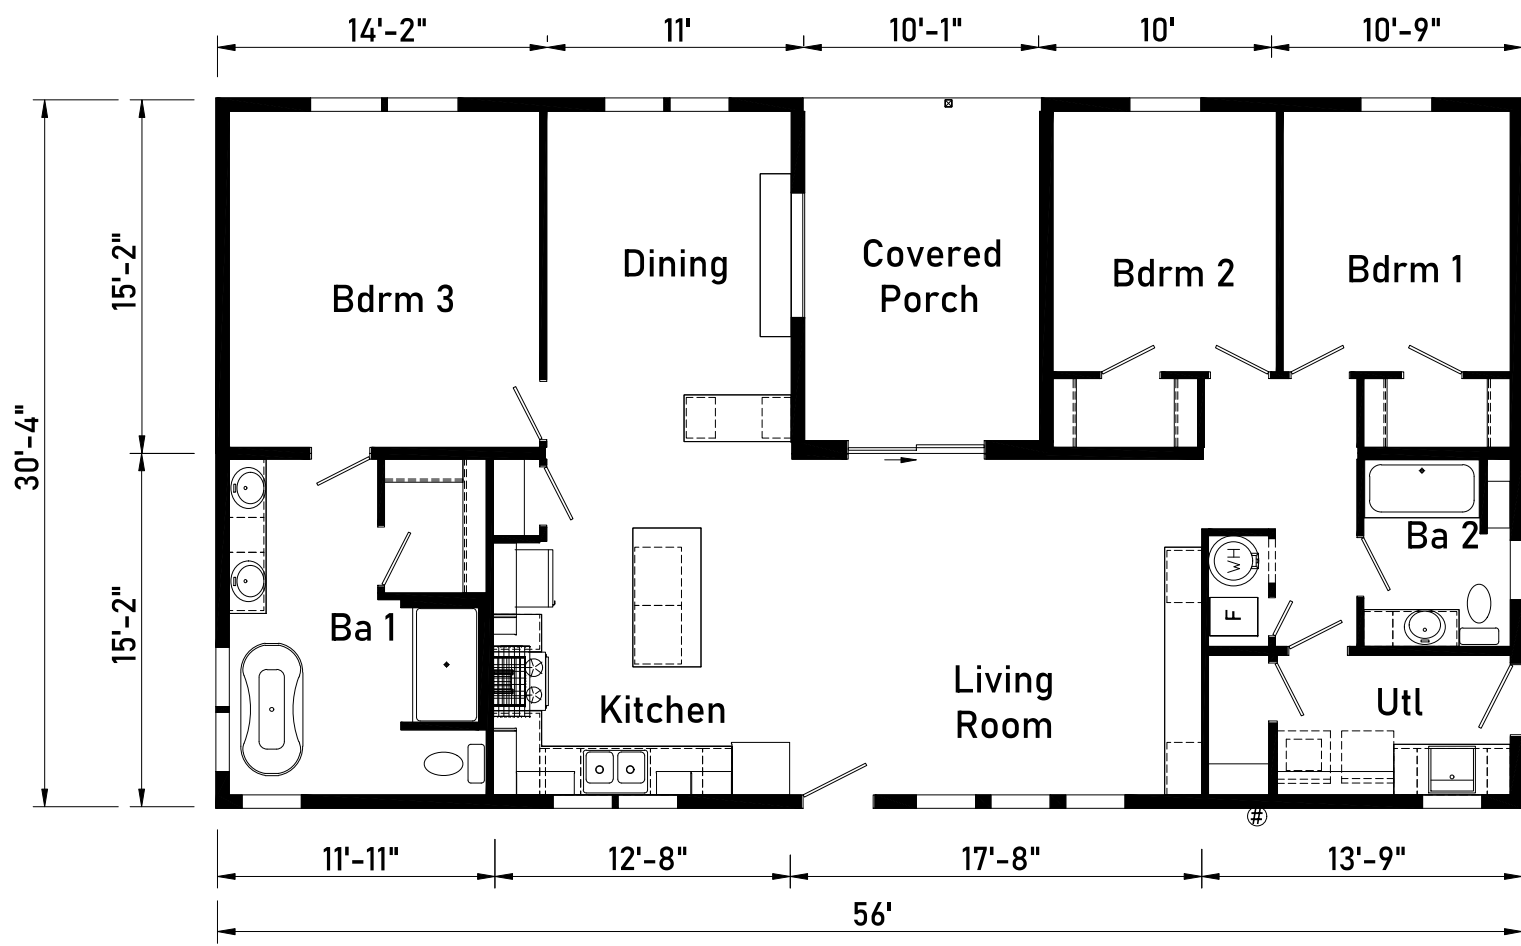 14'-2"
11'
10'-1"
10'
10'-9"
30'-4"
15'-2"
15'-2"
Bdrm 3
Dining
Covered
Porch
Bdrm 2
Bdrm 1
Ba 1
Kitchen
Living
Room
WH
F
Ba 2
Utl
#
11'-11"
12'-8"
17'-8"
13'-9"
56'